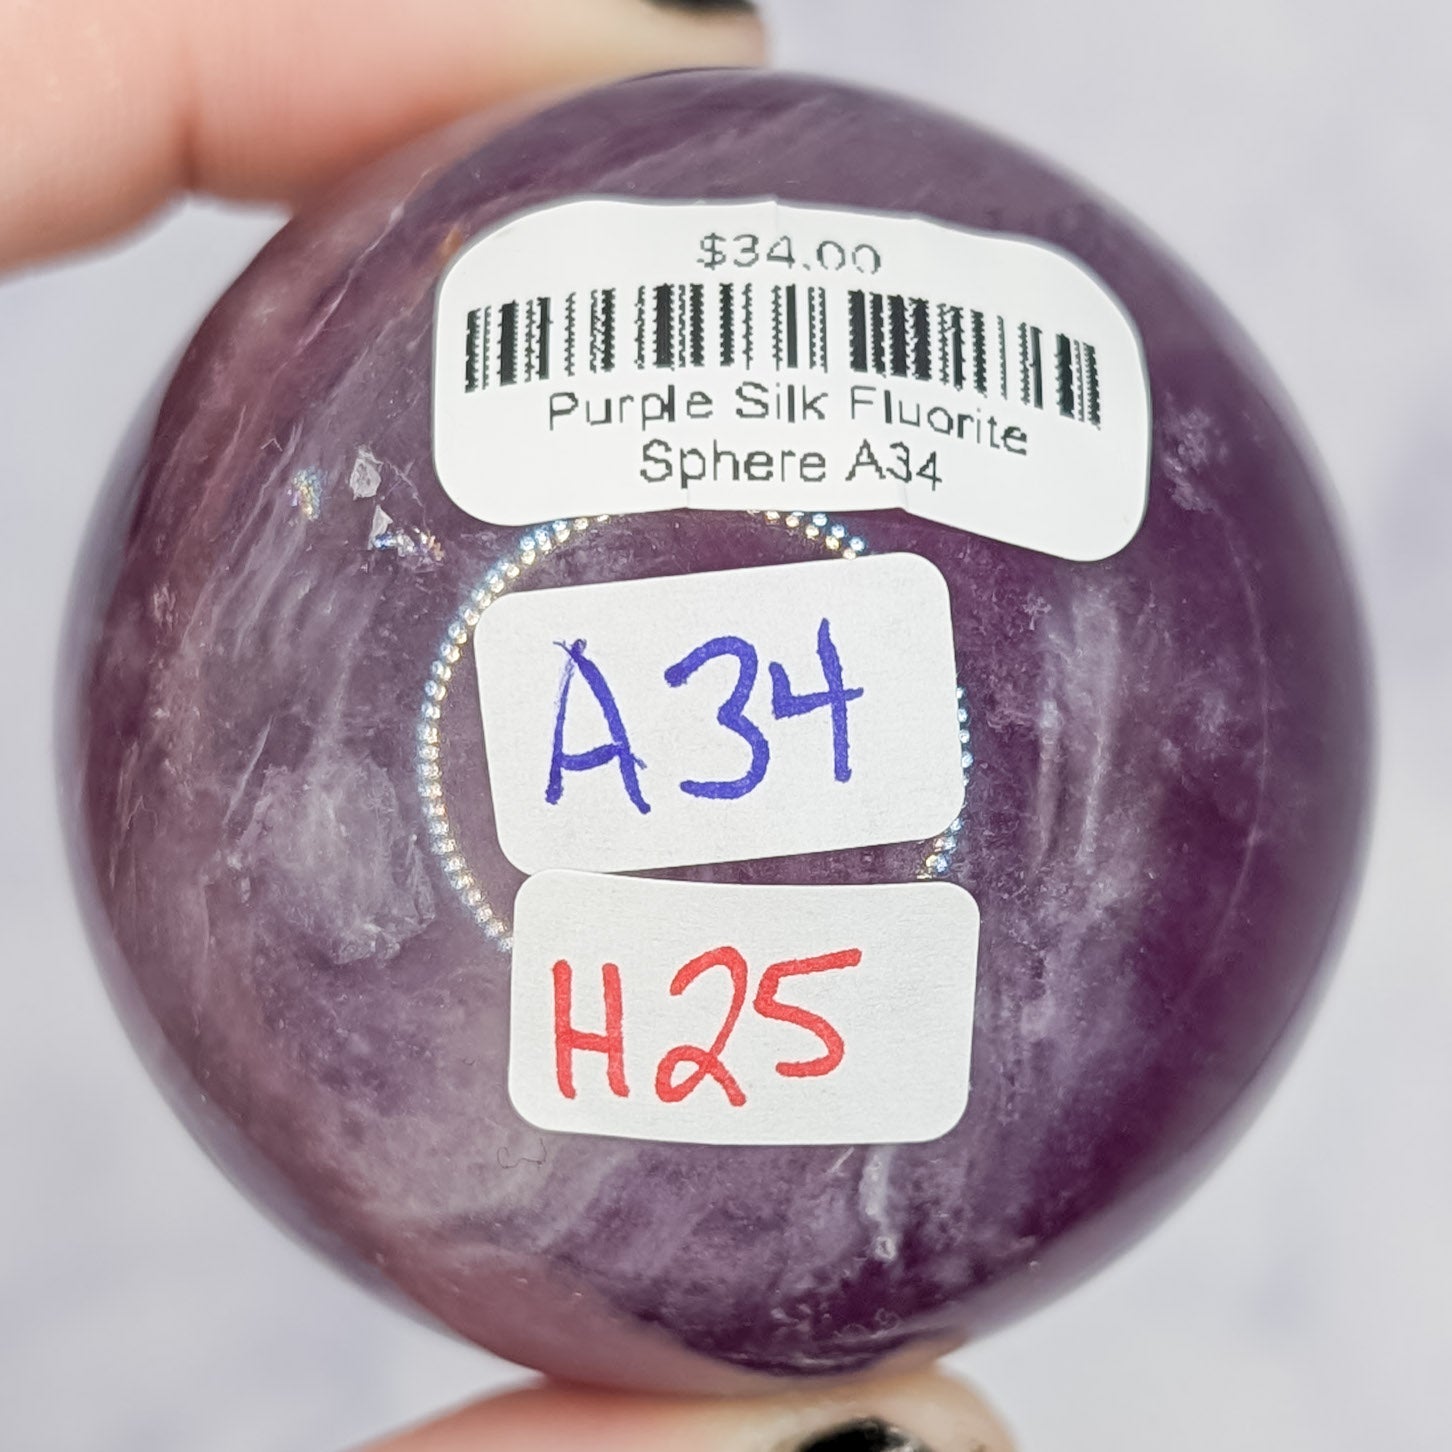 $34.00
Purple Silk Fluorite
Sphere A34
A34
H25